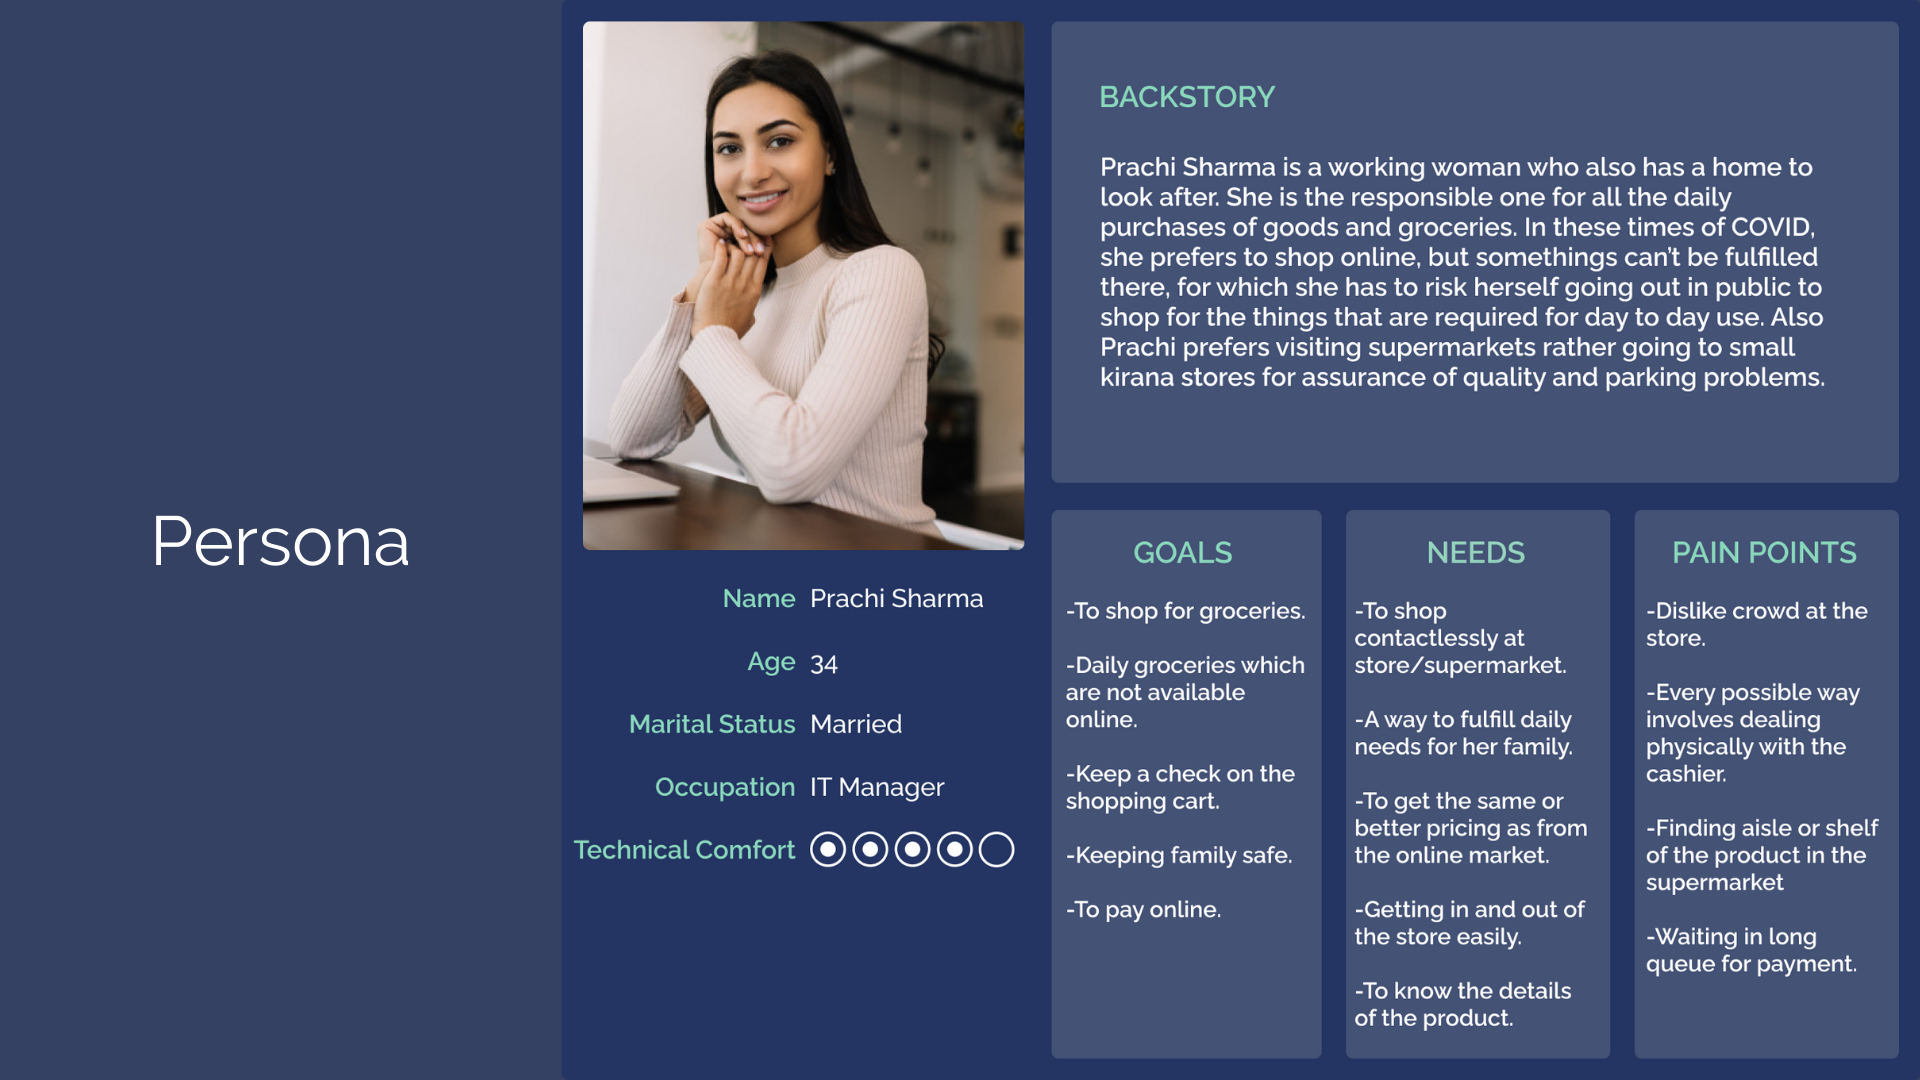 Persona
Name Prachi Sharma
Age 34
Marital Status Married
Occupation IT Manager
Technical Comfort
BACKSTORY
Prachi Sharma is a working woman who also has a home to
look after. She is the responsible one for all the daily
purchases of goods and groceries. In these times of COVID,
she prefers to shop online, but somethings can't be fulfilled
there, for which she has to risk herself going out in public to
shop for the things that are required for day to day use. Also
Prachi prefers visiting supermarkets rather going to small
kirana stores for assurance of quality and parking problems.
GOALS
-To shop for groceries.
-Daily groceries which
are not available
online.
-Keep a check on the
shopping cart.
-Keeping family safe.
-To pay online.
NEEDS
-To shop
contactlessly at
store/supermarket.
-A way to fulfill daily
needs for her family.
-To get the same or
better pricing as from
the online market.
-Getting in and out of
the store easily.
-To know the details
of the product.
PAIN POINTS
-Dislike crowd at the
store.
-Every possible way
involves dealing
physically with the
cashier.
-Finding aisle or shelf
of the product in the
supermarket
-Waiting in long
queue for payment.